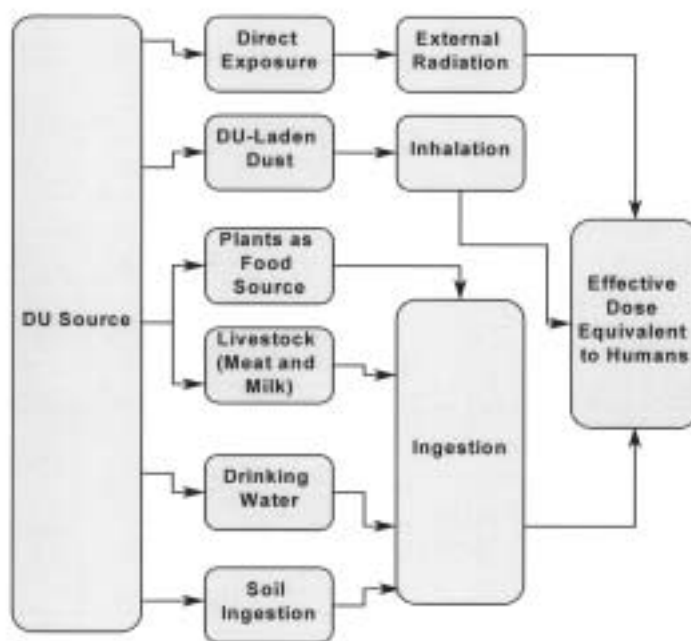 DU Source
Direct
Exposure
External
Radiation
DU-Laden
Dust
Inhalation
Plants as
Food
Source
Livestock
(Meat and
Milk)
Drinking
Water
Soil
Ingestion
Ingestion
Effective
Dose
Equivalent
to Humans